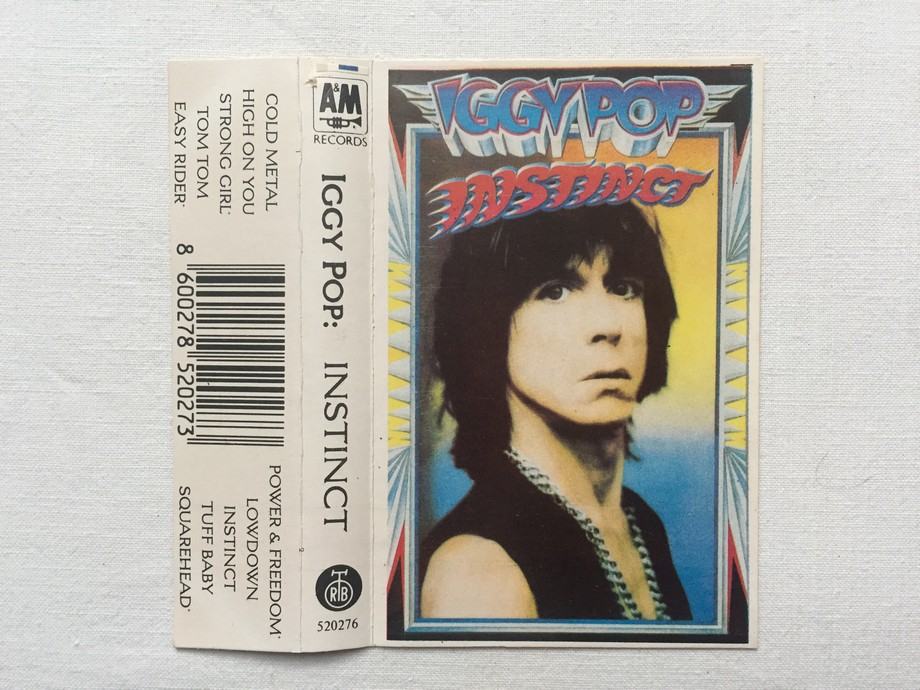 COLD METAL
HIGH ON YOU
STRONG GIRL
TOM TOM
EASY RIDER
8 600278 520273
POWER & FREEDOM
LOWDOWN
INSTINCT
TUFF BABY
SQUAREHEAD
A&M
RECORDS
IGGY POP: INSTINCT
RTB
520276
IGGY POP
INSTINCT